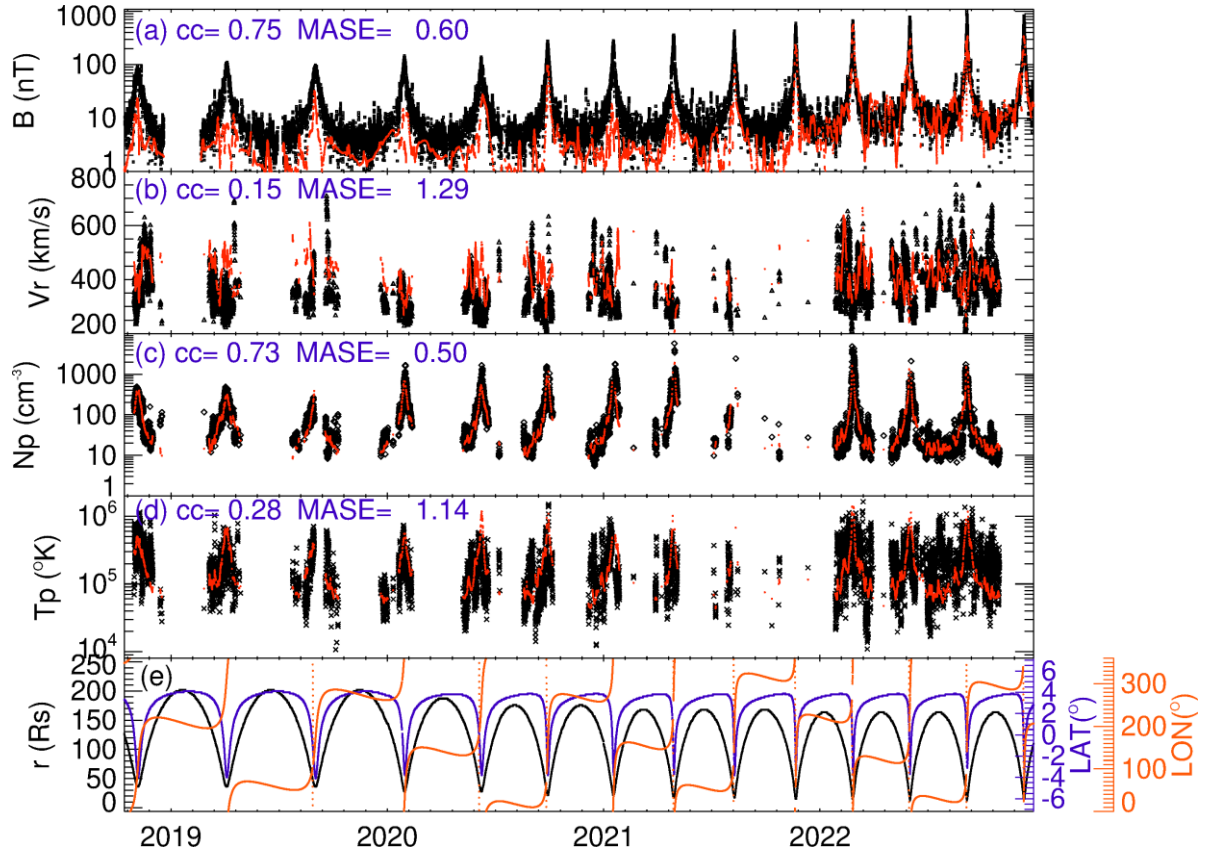 (a) cc= 0.75 MASE= 0.60
B (nT)
1000
100
10
1
(b) cc= 0.15 MASE= 1.29
Vr (km/s)
800
600
400
200
(c) cc= 0.73 MASE= 0.50
Np (cm⁻³)
1000
100
10
1
(d) cc= 0.28 MASE= 1.14
Tp (°K)
10⁶
10⁵
10⁴
(e)
r (Rs)
250
200
150
100
50
0
6
4
2
0
-2
-4
-6
LAT(°)
300
200
100
0
LON(°)
2019 2020 2021 2022